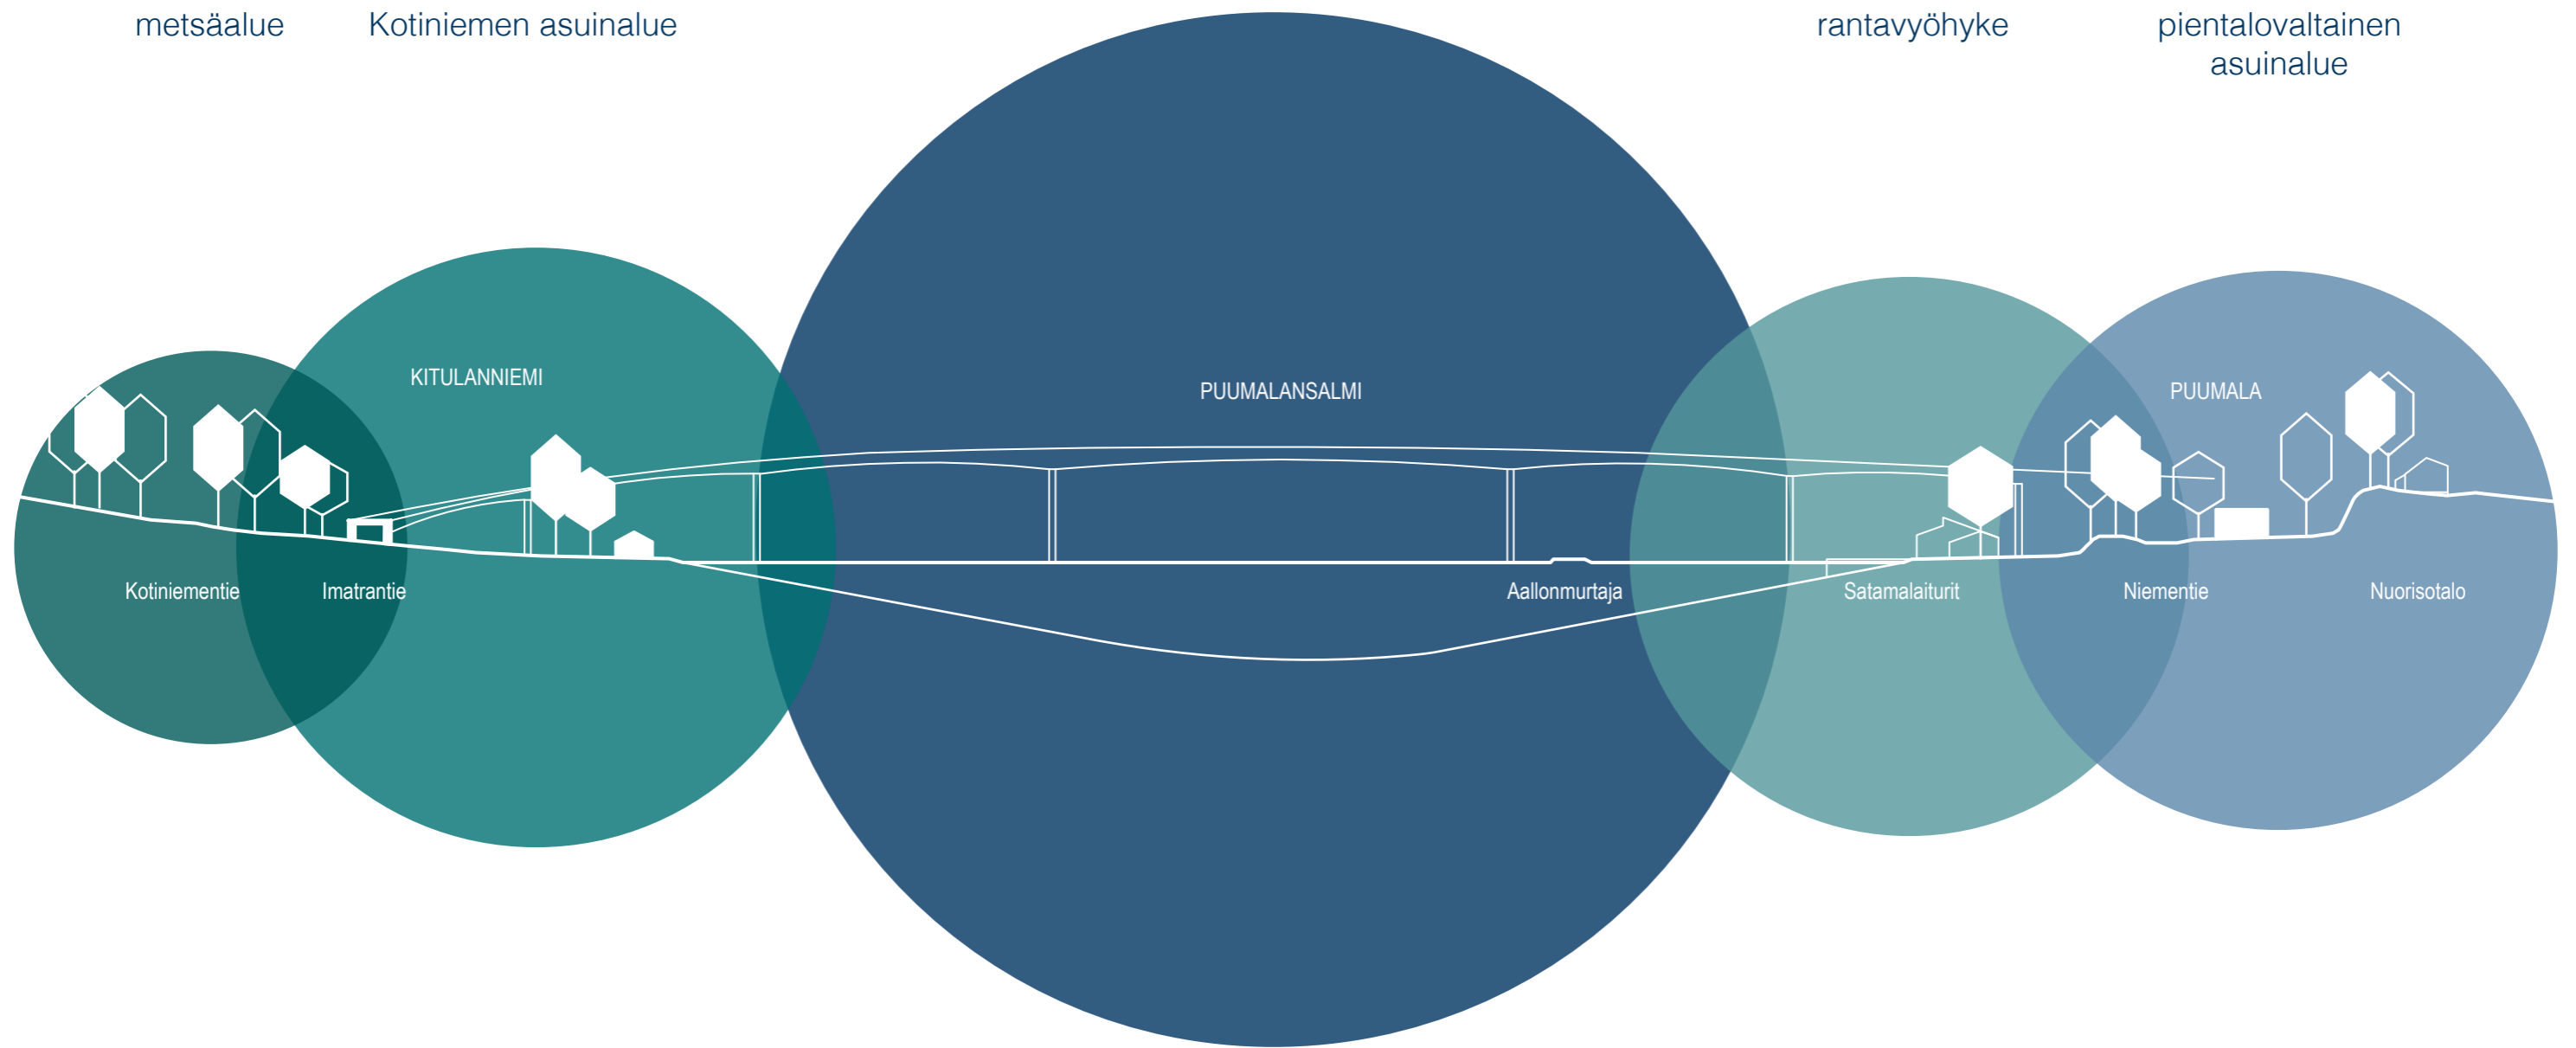 metsäalue
Kotiniemen asuinalue
rantavyöhyke
pientalovaltainen
asuinalue
KITULANNIEMI
PUUMALANSALMI
PUUMALA
Kotiniementie
Imatrantie
Aallonmurtaja
Satamalaiturit
Niementie
Nuorisotalo